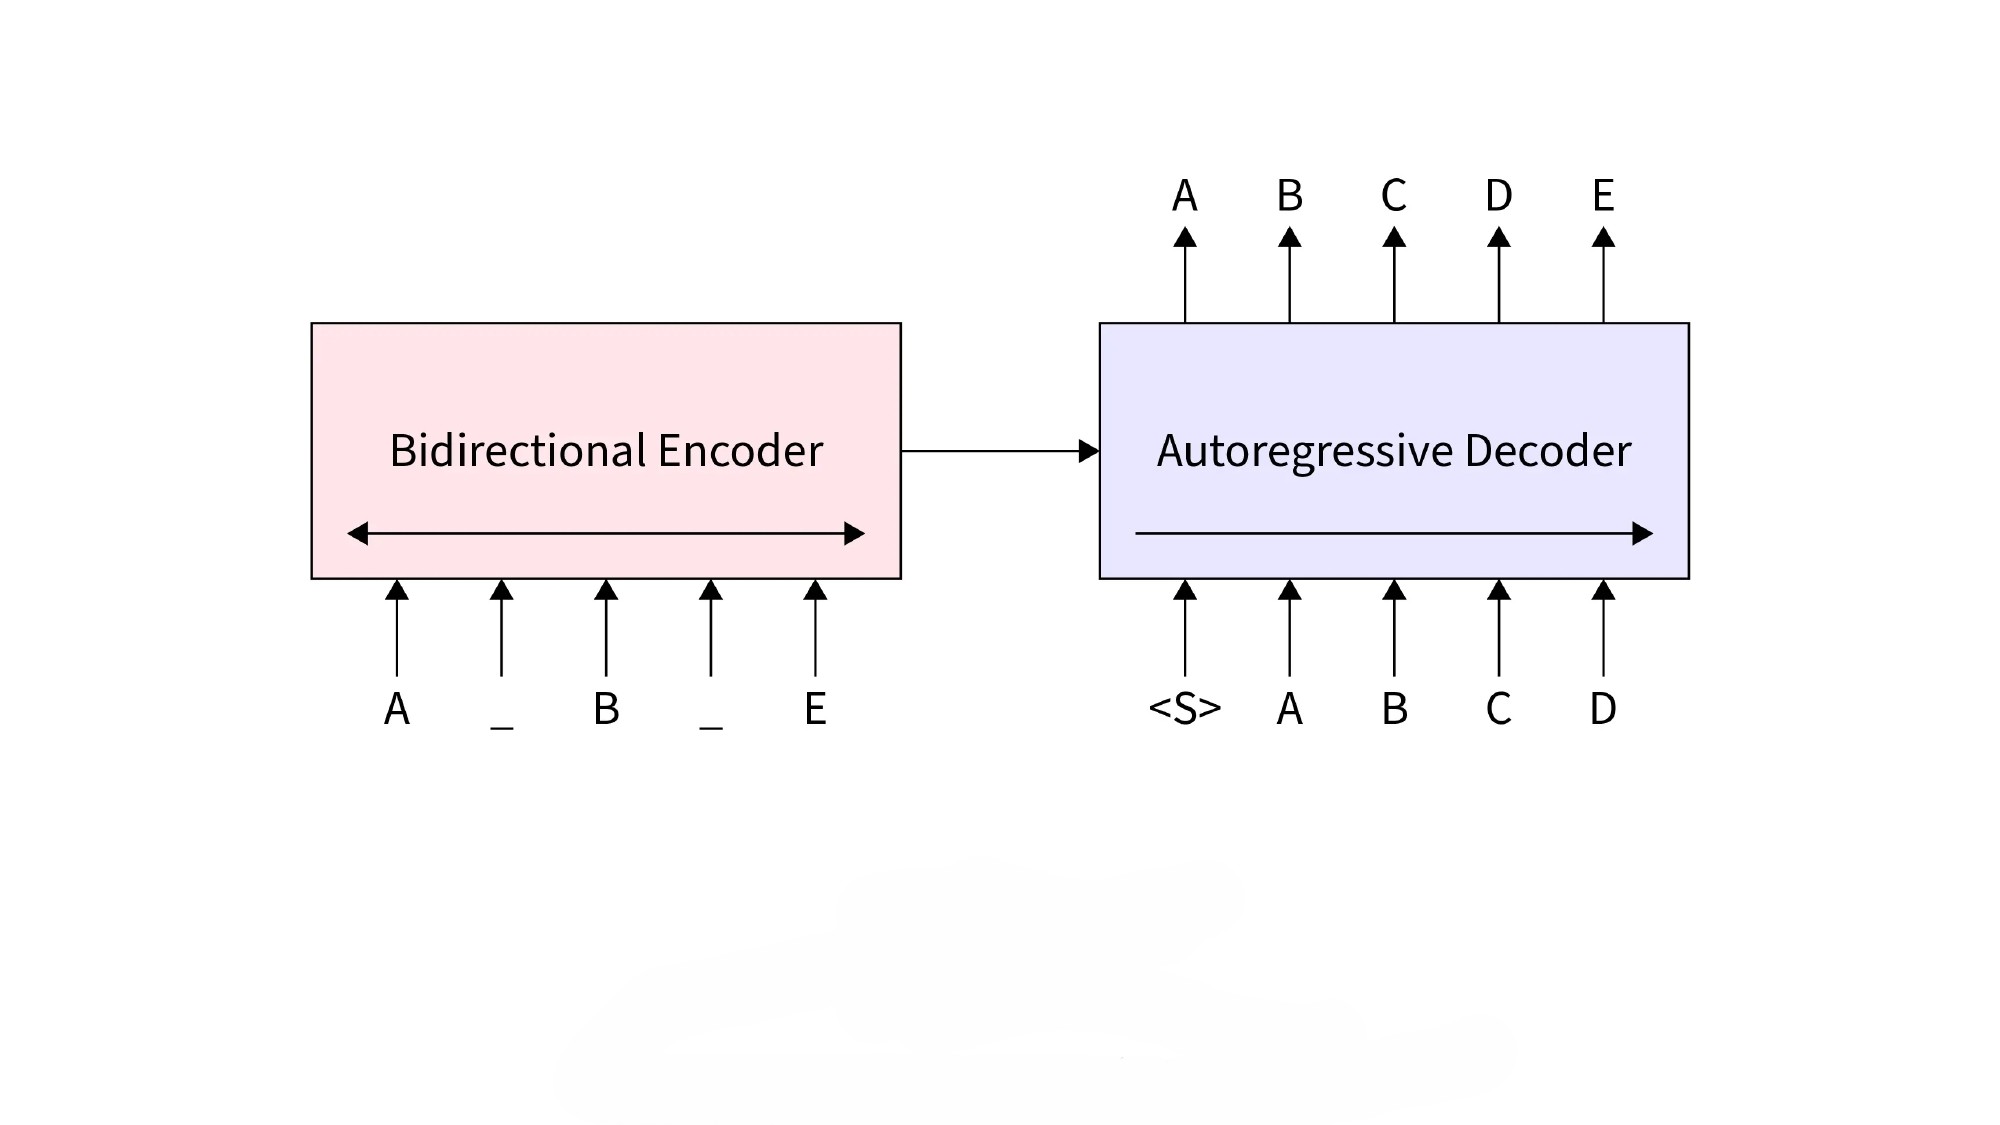 A B C D E
Bidirectional Encoder
Autoregressive Decoder
A _ B _ E
<S> A B C D